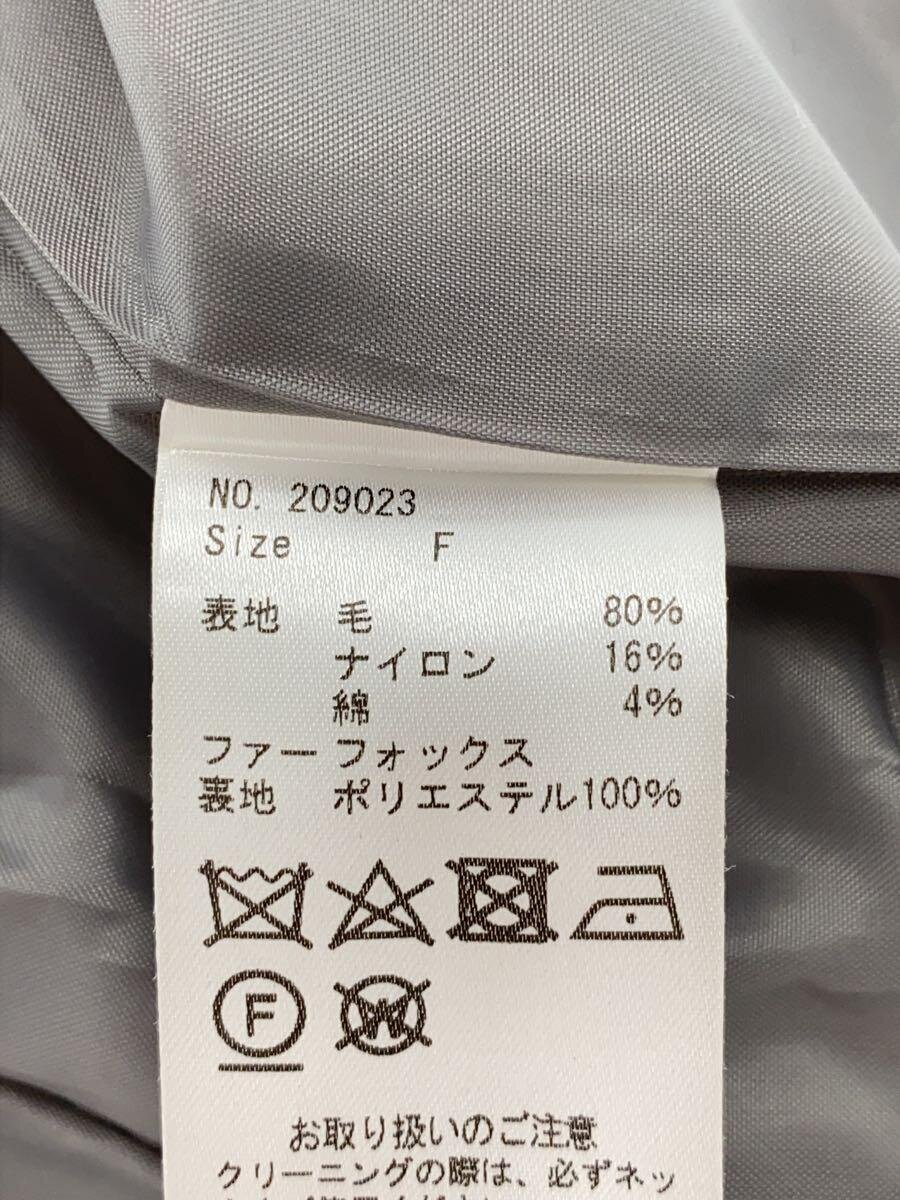 NO. 209023
Size F
表地 毛 80%
ナイロン 16%
綿 4%
ファー フォックス
裏地 ポリエステル100%
F
W
お取り扱いのご注意
クリーニングの際は、必ずネッ